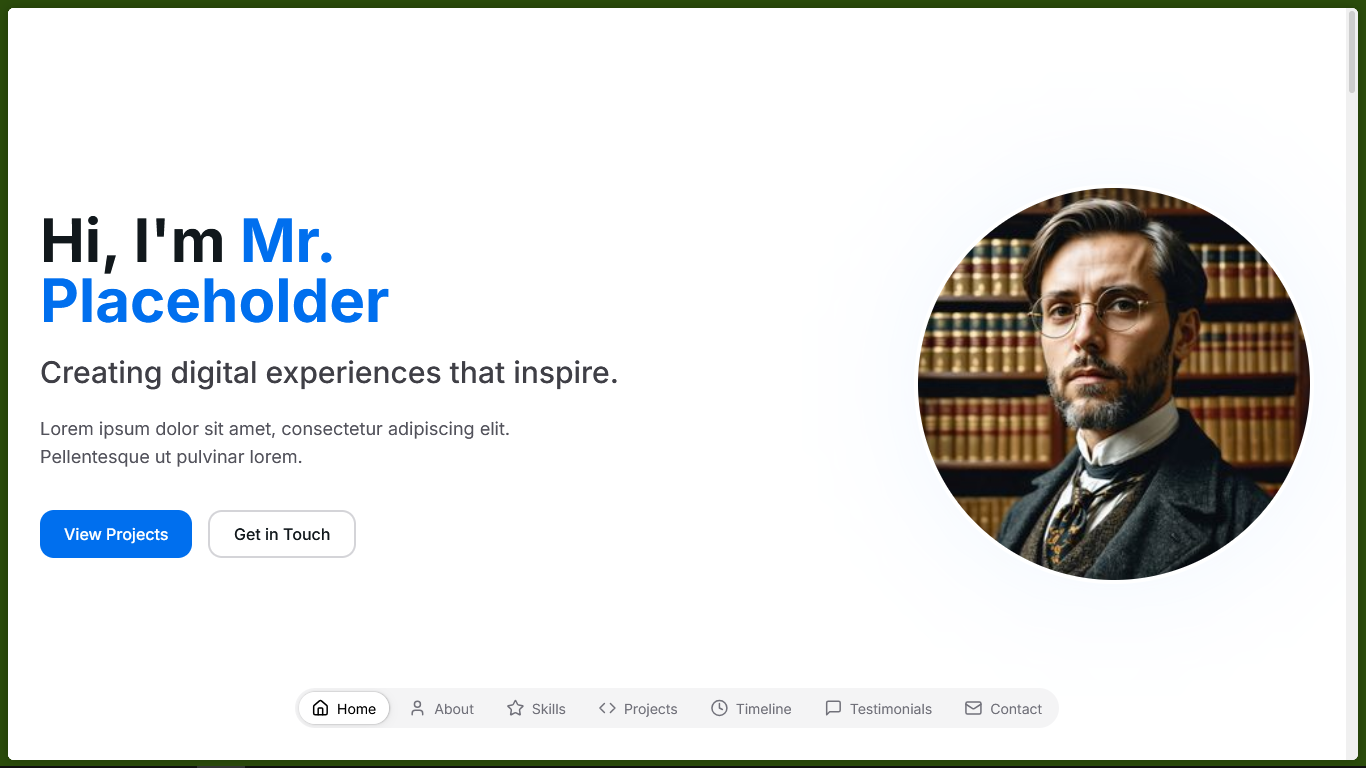 Hi, I'm Mr.
Placeholder
Creating digital experiences that inspire.
Lorem ipsum dolor sit amet, consectetur adipiscing elit.
Pellentesque ut pulvinar lorem.
View Projects
Get in Touch
Home
About
Skills
Projects
Timeline
Testimonials
Contact